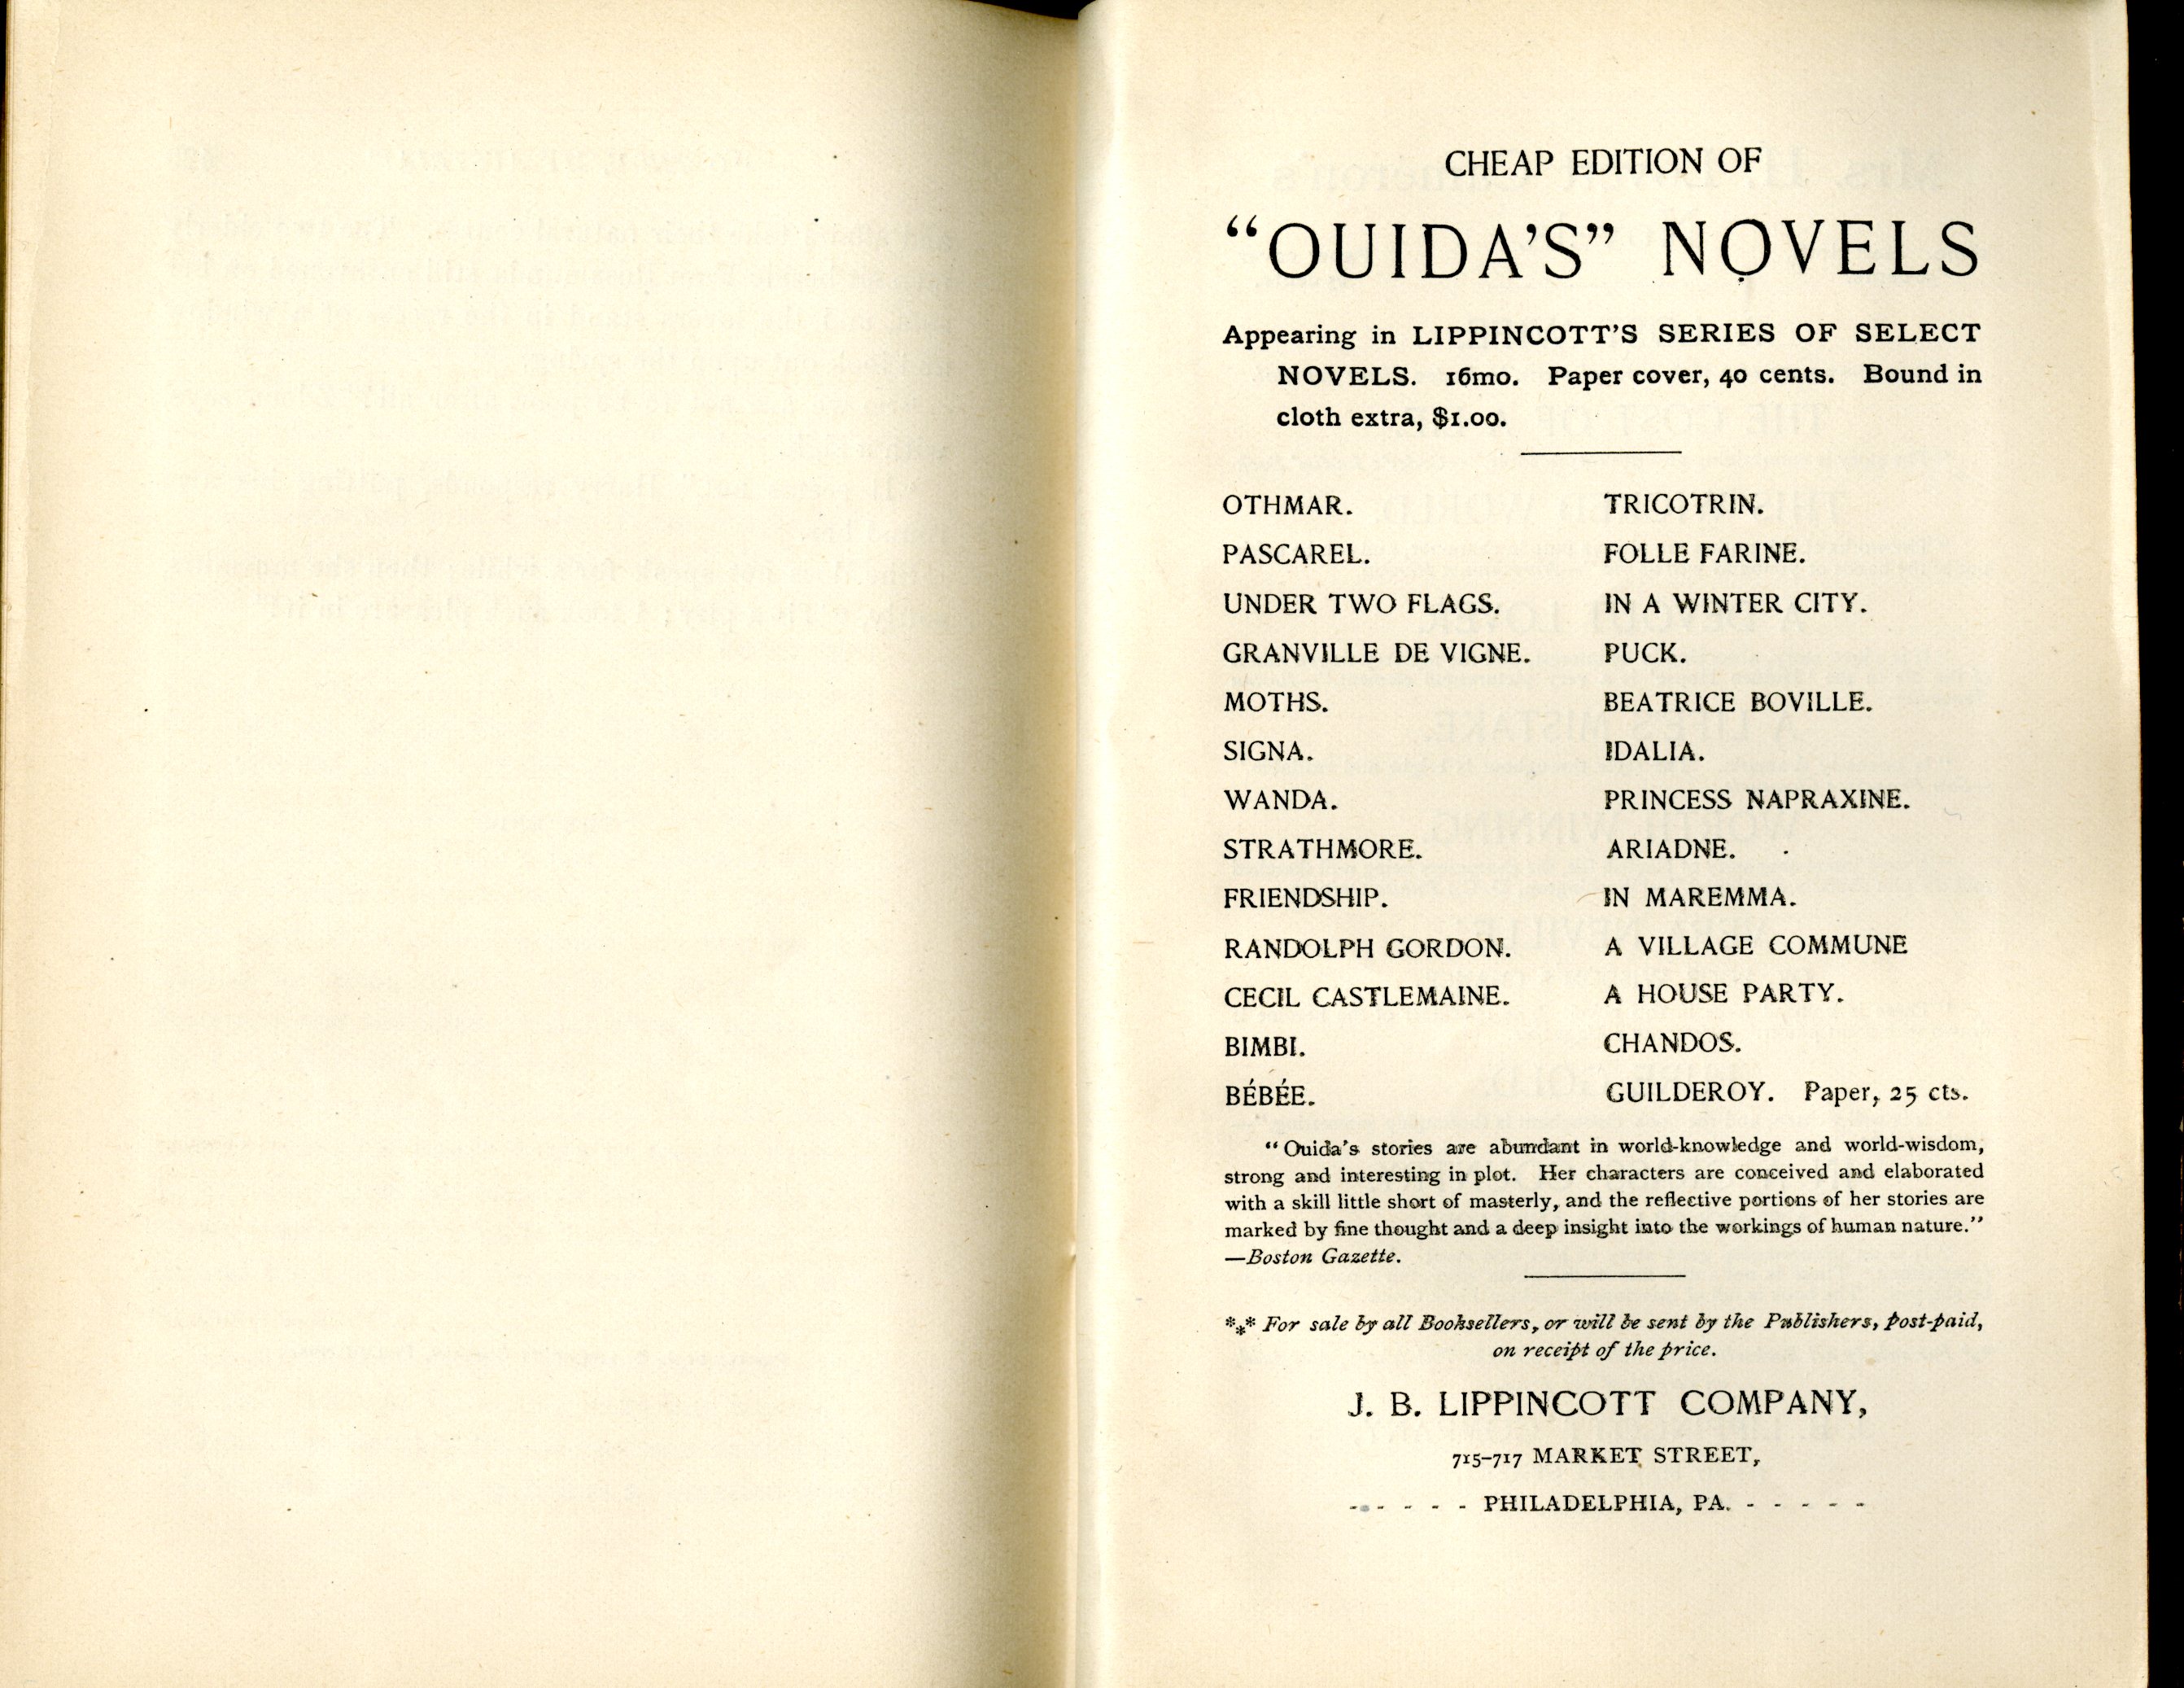 CHEAP EDITION OF
“OUIDA’S” NOVELS
Appearing in LIPPINCOTT’S SERIES OF SELECT
NOVELS. 16mo. Paper cover, 40 cents. Bound in
cloth extra, $1.00.
OTHMAR.
PASCAREL.
UNDER TWO FLAGS.
GRANVILLE DE VIGNE.
MOTHS.
SIGNA.
WANDA.
STRATHMORE.
FRIENDSHIP.
RANDOLPH GORDON.
CECIL CASTLEMAINE.
BIMBI.
BÉBÉE.
TRICOTRIN.
FOLLE FARINE.
IN A WINTER CITY.
PUCK.
BEATRICE BOVILLE.
IDALIA.
PRINCESS NAPRAXINE.
ARIADNE.
IN MAREMMA.
A VILLAGE COMMUNE
A HOUSE PARTY.
CHANDOS.
GUILDEROY. Paper, 25 cts.
“Ouida’s stories are abundant in world-knowledge and world-wisdom,
strong and interesting in plot. Her characters are conceived and elaborated
with a skill little short of masterly, and the reflective portions of her stories are
marked by fine thought and a deep insight into the workings of human nature.”
—Boston Gazette.
*⁎* For sale by all Booksellers, or will be sent by the Publishers, post-paid,
on receipt of the price.
J. B. LIPPINCOTT COMPANY,
715–717 MARKET STREET,
- - - - - - PHILADELPHIA, PA. - - - - -